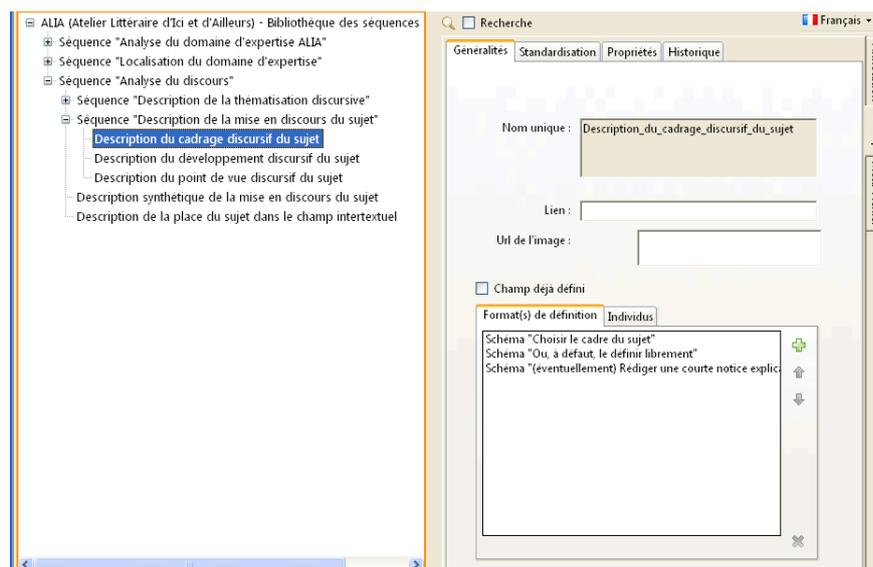 ALIA (Atelier Littéraire d'Ici et d'Ailleurs) - Bibliothèque des séquences
Séquence "Analyse du domaine d'expertise ALIA"
Séquence "Localisation du domaine d'expertise"
Séquence "Analyse du discours"
Séquence "Description de la thématisation discursive"
Séquence "Description de la mise en discours du sujet"
Description du cadrage discursif du sujet
Description du développement discursif du sujet
Description du point de vue discursif du sujet
Description synthétique de la mise en discours du sujet
Description de la place du sujet dans le champ intertextuel
Recherche
Français
Généralités Standardisation Propriétés Historique
Nom unique : Description_du_cadrage_discursif_du_sujet
Lien :
Url de l'image :
Champ déjà défini
Format(s) de définition Individus
Schéma "Choisir le cadre du sujet"
Schéma "Ou, à défaut, le définir librement"
Schéma "(éventuellement) Rédiger une courte notice explic